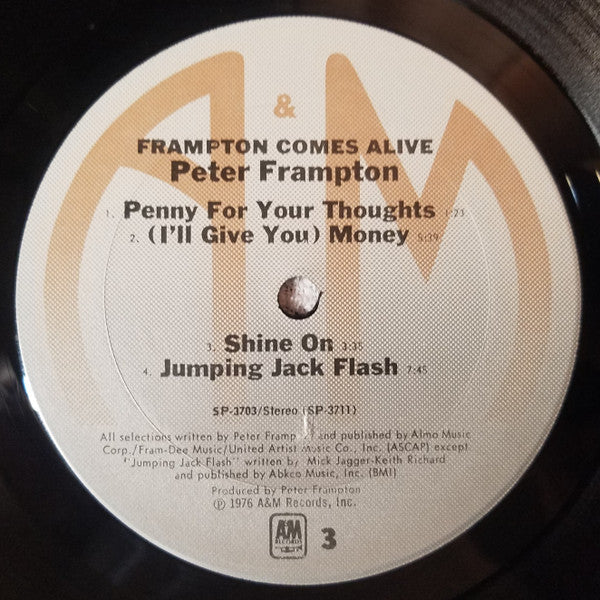 &
FRAMPTON COMES ALIVE
Peter Frampton
1. Penny For Your Thoughts 1:23
2. (I'll Give You) Money 5:39
3. Shine On 3:35
4. Jumping Jack Flash 7:45
SP-3703/Stereo (SP-3711)
All selections written by Peter Framp and published by Almo Music
Corp./Fram-Dee Music/United Artist Music Co., Inc. (ASCAP) except
"Jumping Jack Flash" written by Mick Jagger-Keith Richard
and published by Abkco Music, Inc. (BMI)
Produced by Peter Frampton
℗ 1976 A&M Records, Inc.
A&M
RECORDS
3